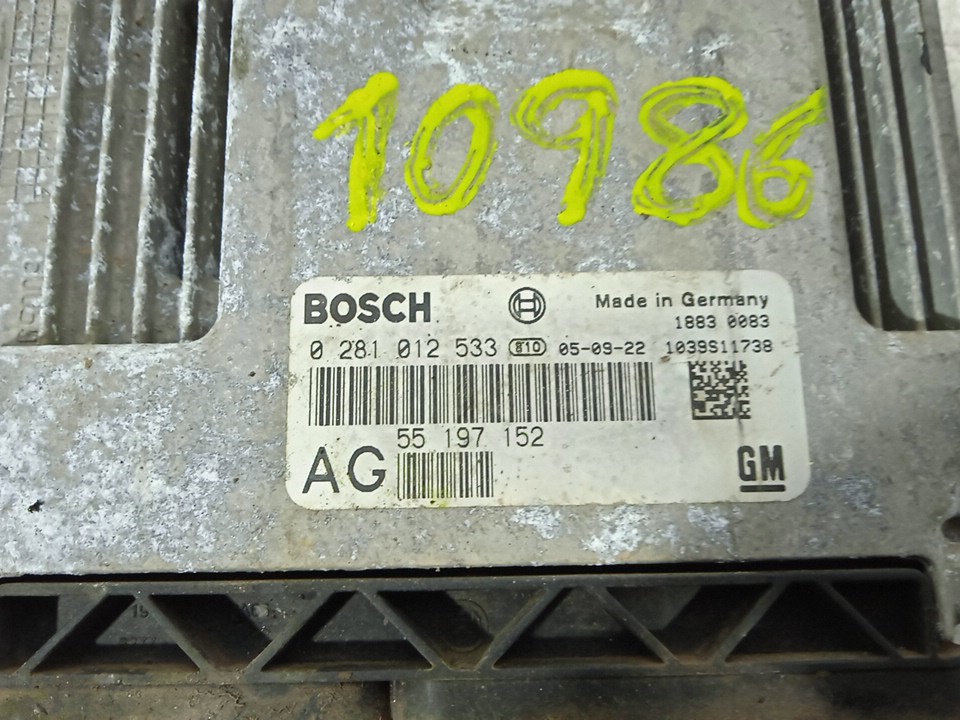 10986
BOSCH
Made in Germany
1883 0083
0 281 012 533 810 05-09-22 1039S11738
55 197 152
AG
GM